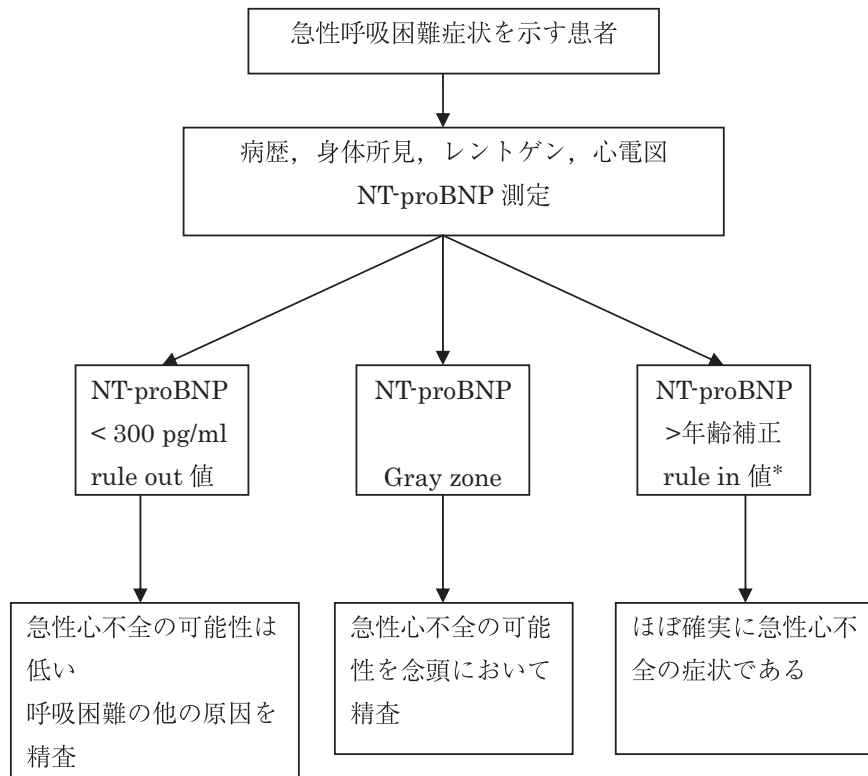 急性呼吸困難症状を示す患者
病歴，身体所見，レントゲン，心電図
NT-proBNP 測定
NT-proBNP
< 300 pg/ml
rule out 値
NT-proBNP
Gray zone
NT-proBNP
>年齢補正
rule in 値*
急性心不全の可能性は
低い
呼吸困難の他の原因を
精査
急性心不全の可能
性を念頭において
精査
ほぼ確実に急性心不
全の症状である